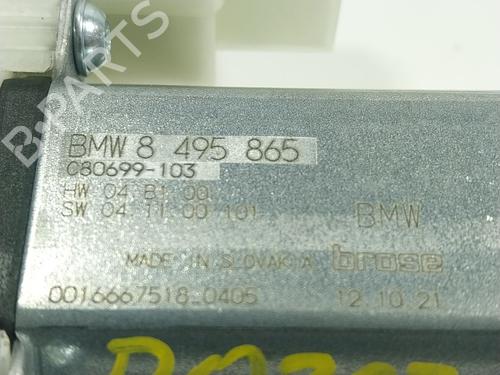 BMW 8 495 865
C80699-103
HW 04 B1 00
SW 04 11 00 101
BMW
MADE IN SLOVAKIA brose
0016667518 0405 12.10.21
B-PARTS